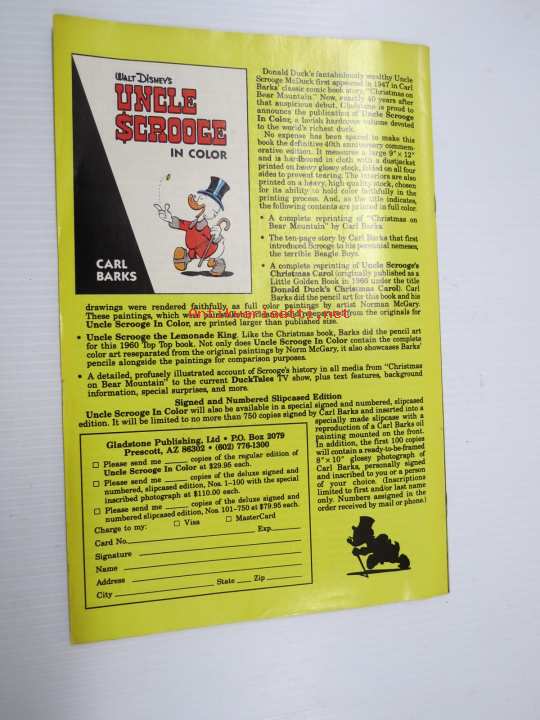 WALT DISNEY'S
UNCLE
$CROOGE
IN COLOR
CARL
BARKS
Donald Duck's fantabulously wealthy Uncle
Scrooge McDuck first appeared in 1947 in Carl
Barks' classic comic book story, "Christmas on
Bear Mountain." Now, exactly 40 years after
that auspicious debut, Gladstone is proud to
announce the publication of Uncle Scrooge
In Color, a lavish hardcover volume devoted
to the world's richest duck.
No expense has been spared to make this
book the definitive 40th anniversary commem-
orative edition. It measures a large 9" x 12"
and is hardbound in cloth with a dustjacket
printed on heavy glossy stock, folded on all four
sides to prevent tearing. The interiors are also
printed on a heavy, high quality stock, chosen
for its ability to hold color faithfully in the
printing process. And, as the title indicates,
the following contents are printed in full color.
• A complete reprinting of "Christmas on
Bear Mountain" by Carl Barks.
• The ten-page story by Carl Barks that first
introduced Scrooge to his perennial nemeses,
the terrible Beagle Boys.
• A complete reprinting of Uncle Scrooge's
Christmas Carol (originally published as a
Little Golden Book in 1960 under the title
Donald Duck's Christmas Carol). Carl
Barks did the pencil art for this book and his
drawings were rendered faithfully, as full color paintings by artist Norman McGary.
These paintings, which were
from the originals for
Uncle Scrooge In Color, are printed larger than published size.
• Uncle Scrooge the Lemonade King. Like the Christmas book, Barks did the pencil art
for this 1960 Top Top book. Not only does Uncle Scrooge In Color contain the complete
color art reseparated from the original paintings by Norm McGary, it also showcases Barks'
pencils alongside the paintings for comparison purposes.
• A detailed, profusely illustrated account of Scrooge's history in all media from "Christmas
on Bear Mountain" to the current DuckTales TV show, plus text features, background
information, special surprises, and more.
Signed and Numbered Slipcased Edition
Uncle Scrooge In Color will also be available in a special signed and numbered, slipcased
edition. It will be limited to no more than 750 copies signed by Carl Barks and inserted into a
specially made slipcase with a
reproduction of a Carl Barks oil
painting mounted on the front.
In addition, the first 100 copies
will contain a ready-to-be-framed
8" x 10" glossy photograph of
Carl Barks, personally signed
and inscribed to you or a person
of your choice. (Inscriptions
limited to first and/or last name
only. Numbers assigned in the
order received by mail or phone.)
Gladstone Publishing, Ltd • P.O. Box 2079
Prescott, AZ 86302 • (602) 776-1300
Please send me ______ copies of the regular edition of
Uncle Scrooge In Color at $29.95 each.
Please send me ______ copies of the deluxe signed and
numbered, slipcased edition, Nos. 1-100 with the special
inscribed photograph at $110.00 each.
Please send me ______ copies of the deluxe signed and
numbered slipcased edition, Nos. 101-750 at $79.95 each.
Charge to my: Visa MasterCard
Card No. Exp.
Signature
Name
Address
City State Zip